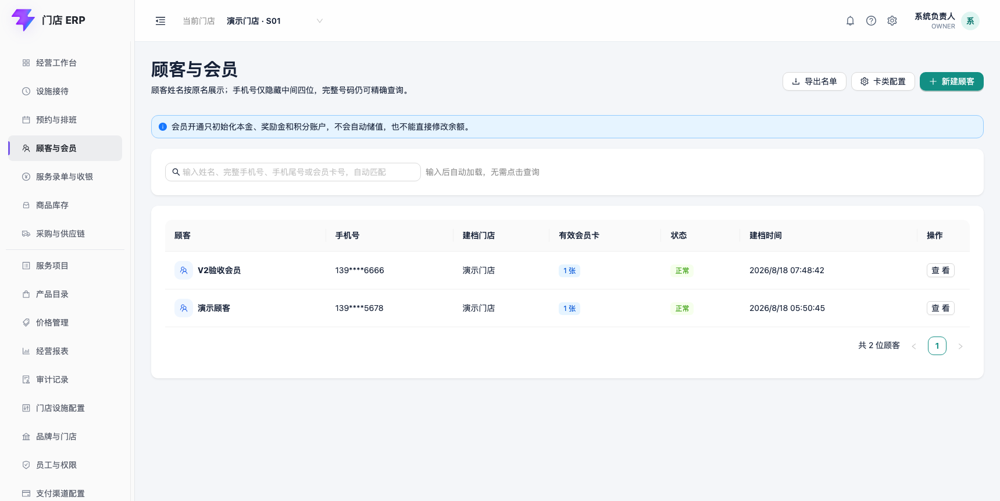 门店 ERP
当前门店 演示门店 · S01
系统负责人
OWNER
系
经营工作台
设施接待
预约与排班
顾客与会员
服务录单与收银
商品库存
采购与供应链
服务项目
产品目录
价格管理
经营报表
审计记录
门店设施配置
品牌与门店
员工与权限
支付渠道配置
顾客与会员
顾客姓名按原名展示；手机号仅隐藏中间四位，完整号码仍可精确查询。
导出名单 卡类配置 新建顾客
会员开通只初始化本金、奖励金和积分账户，不会自动储值，也不能直接修改余额。
输入姓名、完整手机号、手机尾号或会员卡号，自动匹配 输入后自动加载，无需点击查询
顾客 手机号 建档门店 有效会员卡 状态 建档时间 操作
V2验收会员 139****6666 演示门店 1 张 正常 2026/8/18 07:48:42 查 看
演示顾客 139****5678 演示门店 1 张 正常 2026/8/18 05:50:45 查 看
共 2 位顾客 < 1 >